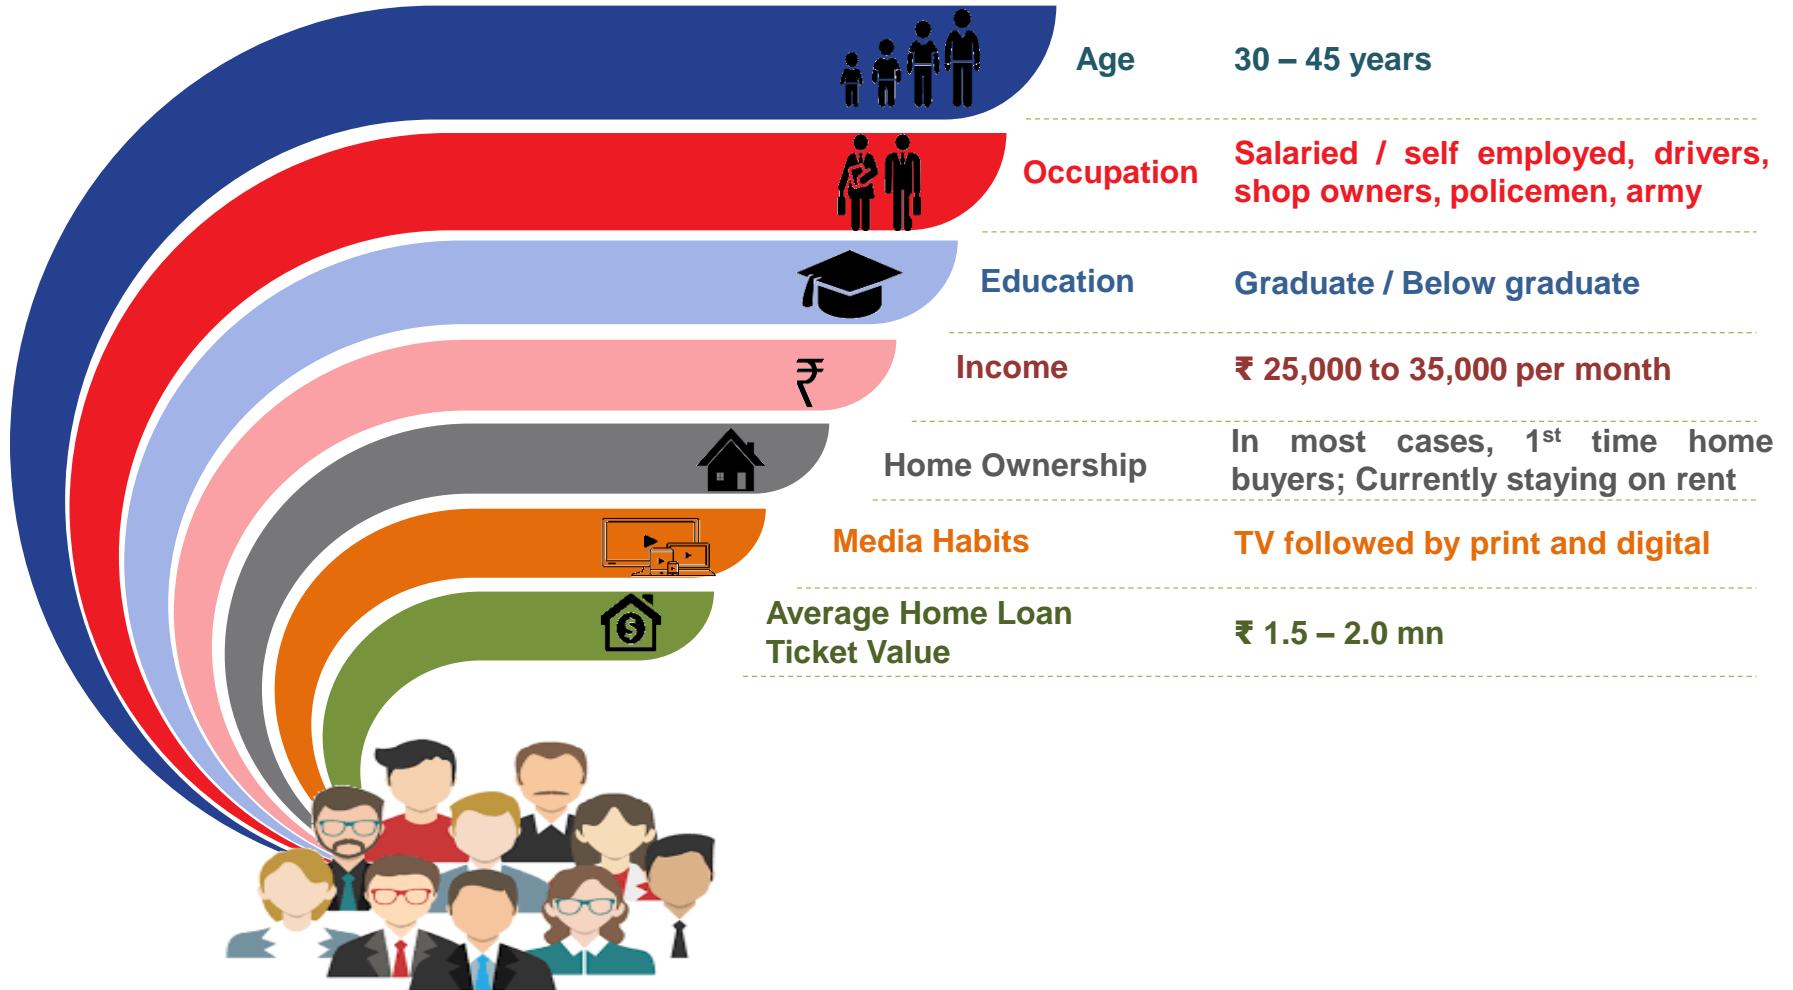 Age 30 – 45 years
Occupation Salaried / self employed, drivers,
shop owners, policemen, army
Education Graduate / Below graduate
Income ₹ 25,000 to 35,000 per month
Home Ownership In most cases, 1st time home
buyers; Currently staying on rent
Media Habits TV followed by print and digital
Average Home Loan
Ticket Value
₹ 1.5 – 2.0 mn
₹
$